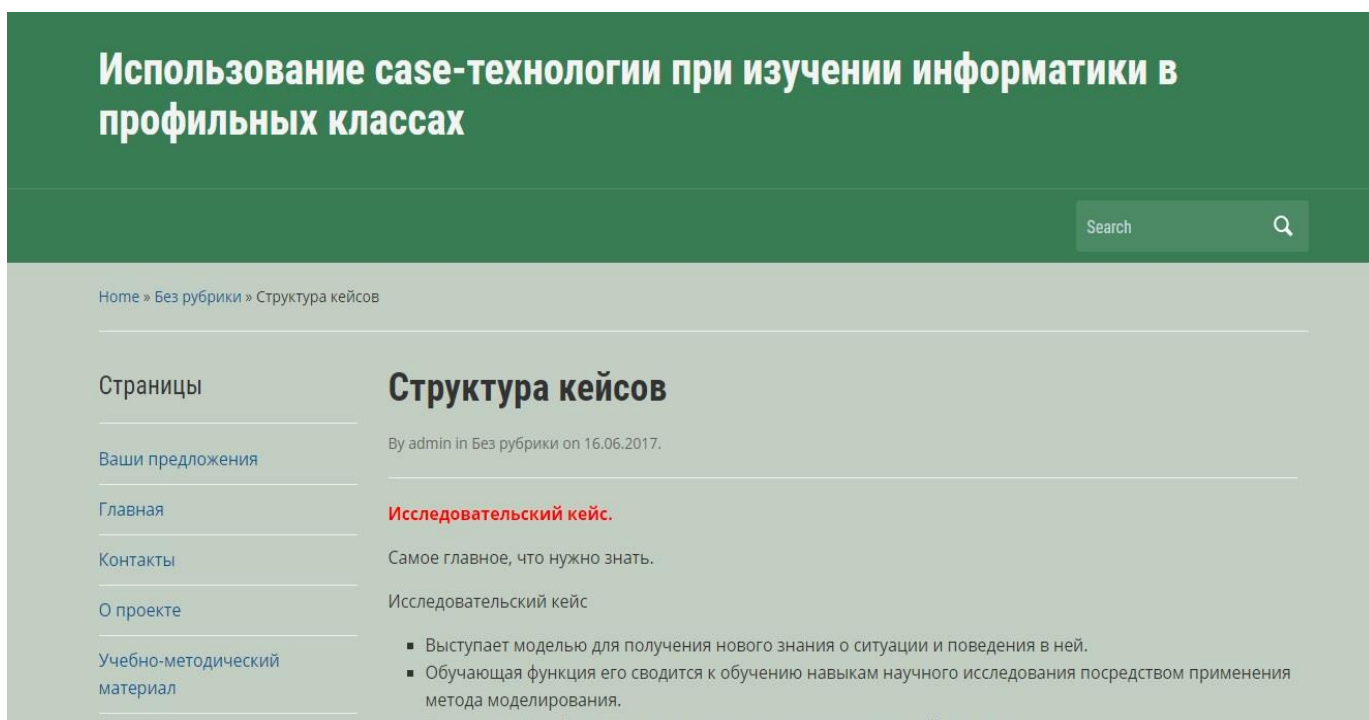 Использование case-технологии при изучении информатики в
профильных классах
Search
Home » Без рубрики » Структура кейсов
Страницы
Ваши предложения
Главная
Контакты
О проекте
Учебно-методический
материал
Структура кейсов
By admin in Без рубрики on 16.06.2017.
Исследовательский кейс.
Самое главное, что нужно знать.
Исследовательский кейс
▪ Выступает моделью для получения нового знания о ситуации и поведения в ней.
▪ Обучающая функция его сводится к обучению навыкам научного исследования посредством применения
метода моделирования.